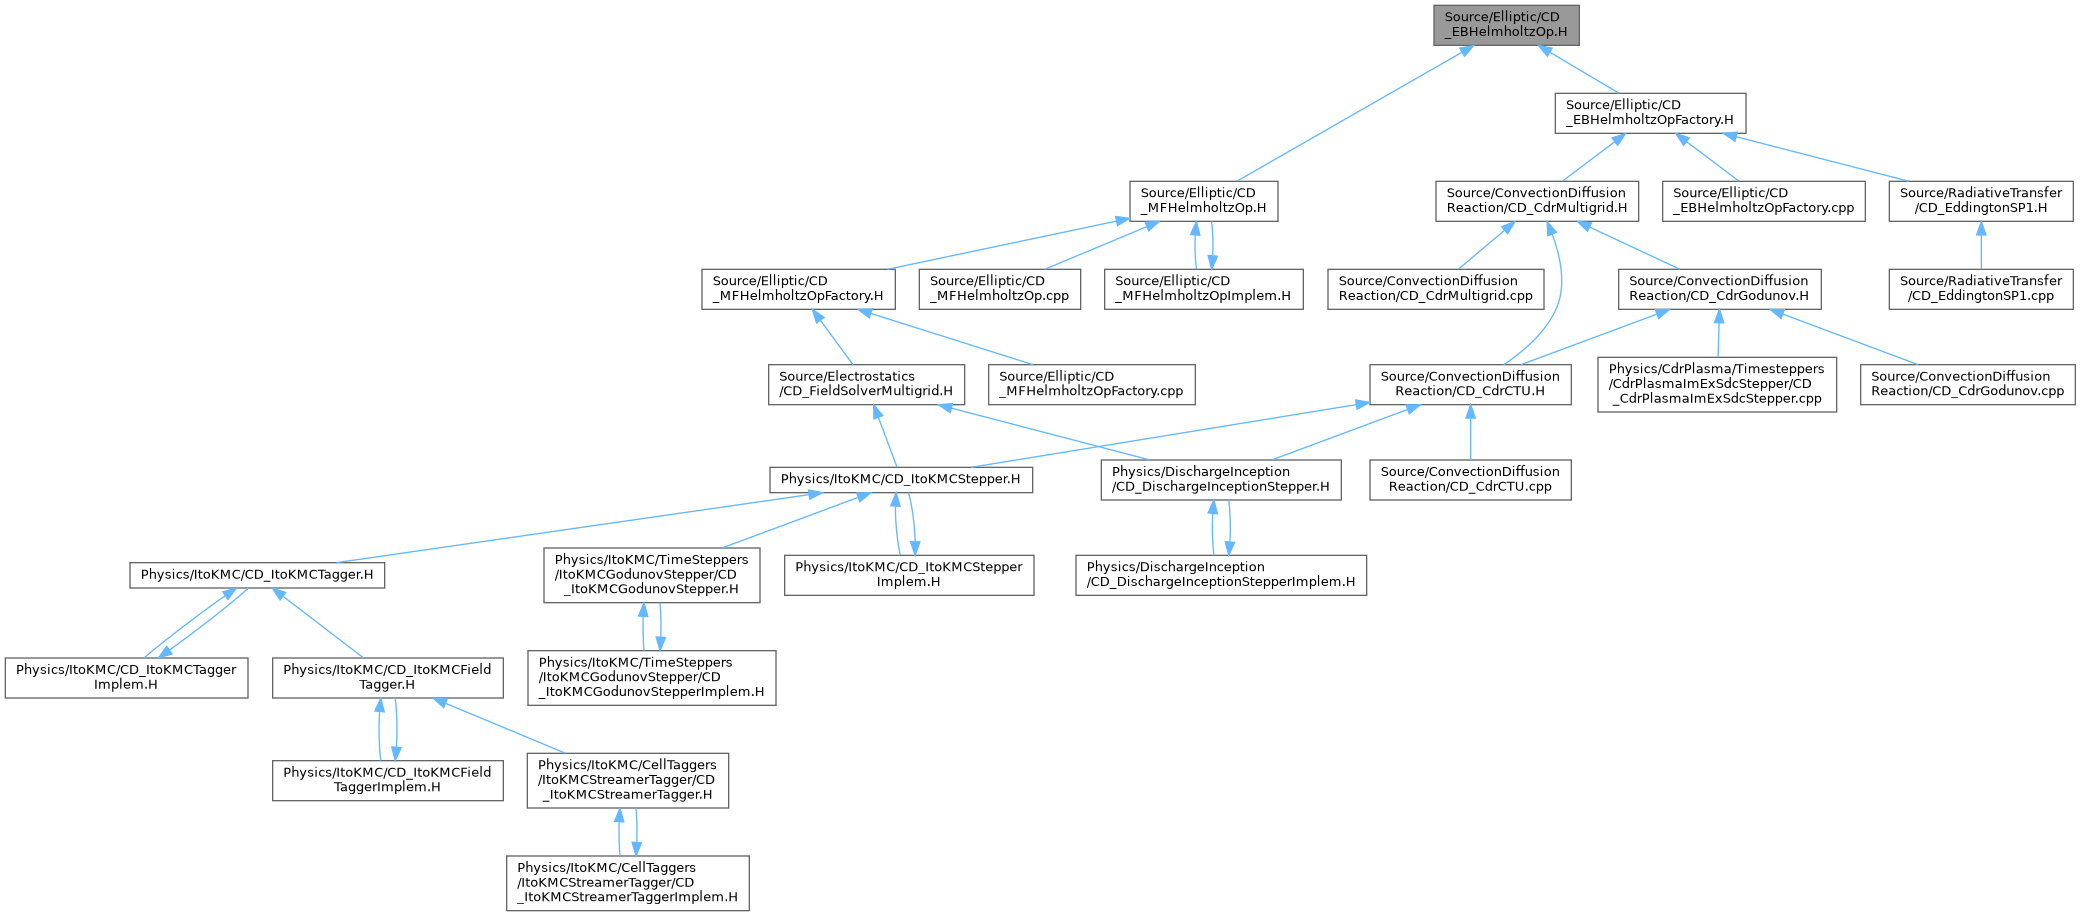 Source/Elliptic/CD
_EBHelmholtzOp.H
Source/Elliptic/CD
_EBHelmholtzOpFactory.H
Source/Elliptic/CD
_MFHelmholtzOp.H
Source/ConvectionDiffusion
Reaction/CD_CdrMultigrid.H
Source/Elliptic/CD
_EBHelmholtzOpFactory.cpp
Source/RadiativeTransfer
/CD_EddingtonSP1.H
Source/Elliptic/CD
_MFHelmholtzOpFactory.H
Source/Elliptic/CD
_MFHelmholtzOp.cpp
Source/Elliptic/CD
_MFHelmholtzOpImplem.H
Source/ConvectionDiffusion
Reaction/CD_CdrMultigrid.cpp
Source/ConvectionDiffusion
Reaction/CD_CdrGodunov.H
Source/RadiativeTransfer
/CD_EddingtonSP1.cpp
Source/Electrostatics
/CD_FieldSolverMultigrid.H
Source/Elliptic/CD
_MFHelmholtzOpFactory.cpp
Source/ConvectionDiffusion
Reaction/CD_CdrCTU.H
Physics/CdrPlasma/Timesteppers
/CdrPlasmaImExSdcStepper/CD
_CdrPlasmaImExSdcStepper.cpp
Source/ConvectionDiffusion
Reaction/CD_CdrGodunov.cpp
Physics/ItoKMC/CD_ItoKMCStepper.H
Physics/DischargeInception
/CD_DischargeInceptionStepper.H
Source/ConvectionDiffusion
Reaction/CD_CdrCTU.cpp
Physics/ItoKMC/CD_ItoKMCTagger.H
Physics/ItoKMC/TimeSteppers
/ItoKMCGodunovStepper/CD
_ItoKMCGodunovStepper.H
Physics/ItoKMC/CD_ItoKMCStepper
Implem.H
Physics/DischargeInception
/CD_DischargeInceptionStepperImplem.H
Physics/ItoKMC/CD_ItoKMCTagger
Implem.H
Physics/ItoKMC/CD_ItoKMCField
Tagger.H
Physics/ItoKMC/TimeSteppers
/ItoKMCGodunovStepper/CD
_ItoKMCGodunovStepperImplem.H
Physics/ItoKMC/CD_ItoKMCField
TaggerImplem.H
Physics/ItoKMC/CellTaggers
/ItoKMCStreamerTagger/CD
_ItoKMCStreamerTagger.H
Physics/ItoKMC/CellTaggers
/ItoKMCStreamerTagger/CD
_ItoKMCStreamerTaggerImplem.H